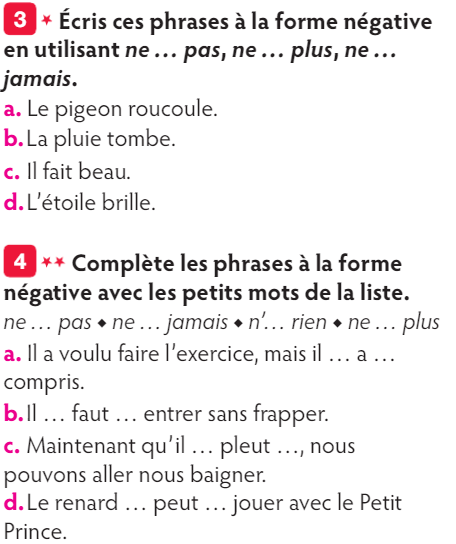 3 * Écris ces phrases à la forme négative
en utilisant ne … pas, ne … plus, ne …
jamais.
a. Le pigeon roucoule.
b. La pluie tombe.
c. Il fait beau.
d. L'étoile brille.
4 ** Complète les phrases à la forme
négative avec les petits mots de la liste.
ne … pas ◆ ne … jamais ◆ n'… rien ◆ ne … plus
a. Il a voulu faire l'exercice, mais il … a …
compris.
b. Il … faut … entrer sans frapper.
c. Maintenant qu'il … pleut …, nous
pouvons aller nous baigner.
d. Le renard … peut … jouer avec le Petit
Prince.